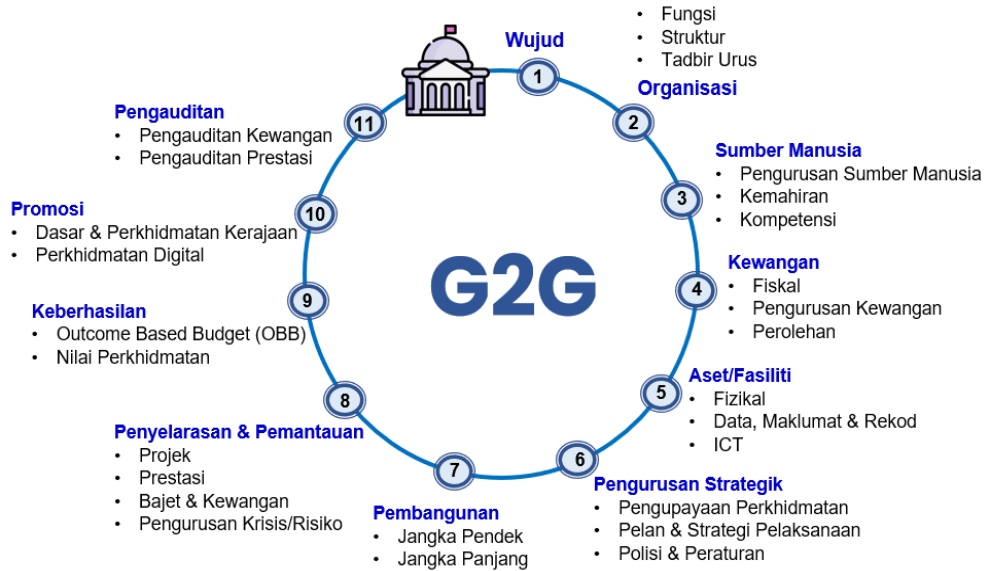 Wujud
1
• Fungsi
• Struktur
• Tadbir Urus
Organisasi
2
Sumber Manusia
• Pengurusan Sumber Manusia
• Kemahiran
• Kompetensi
3
Kewangan
• Fiskal
• Pengurusan Kewangan
• Perolehan
4
Aset/Fasiliti
• Fizikal
• Data, Maklumat & Rekod
• ICT
5
Pengurusan Strategik
• Pengupayaan Perkhidmatan
• Pelan & Strategi Pelaksanaan
• Polisi & Peraturan
6
Pembangunan
• Jangka Pendek
• Jangka Panjang
7
Penyelarasan & Pemantauan
• Projek
• Prestasi
• Bajet & Kewangan
• Pengurusan Krisis/Risiko
8
Keberhasilan
• Outcome Based Budget (OBB)
• Nilai Perkhidmatan
9
Promosi
• Dasar & Perkhidmatan Kerajaan
• Perkhidmatan Digital
10
Pengauditan
• Pengauditan Kewangan
• Pengauditan Prestasi
11
G2G